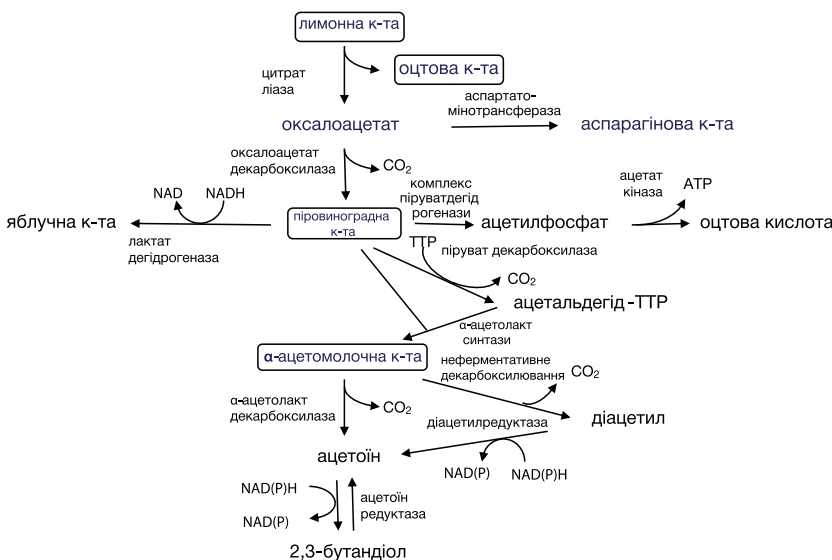 лимонна к-та
цитрат
ліаза
оцтова к-та
оксалоацетат
аспартато-
мінотрансфераза
аспарагінова к-та
оксалоацетат
декарбоксилаза
CO2
NAD
NADH
яблучна к-та
лактат
дегідрогеназа
піровиноградна
к-та
комплекс
піруватдегід
рогенази
ацетилфосфат
ацетат
кіназа
ATP
оцтова кислота
TTP
піруват декарбоксилаза
CO2
ацетальдегід -TTP
α-ацетолакт
синтази
α-ацетомолочна к-та
неферментативне
декарбоксилювання
CO2
α-ацетолакт
декарбоксилаза
CO2
діацетилредуктаза
діацетил
ацетоїн
NAD(P)
NAD(P)H
NAD(P)H
NAD(P)
ацетоїн
редуктаза
2,3-бутандіол